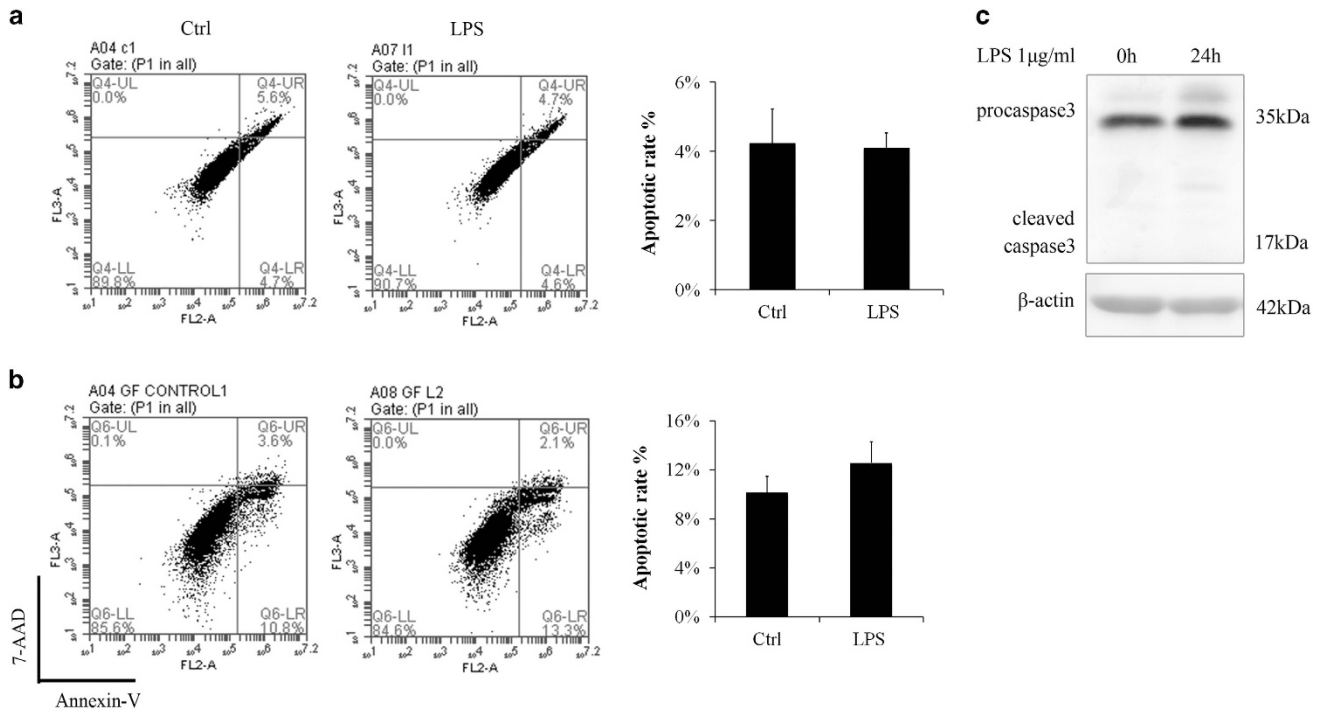 a
Ctrl
LPS
A04 c1
Gate: (P1 in all)
Q4-UL
0.0%
Q4-UR
5.6%
Q4-LL
89.8%
Q4-LR
4.7%
FL3-A
FL2-A
A07 l1
Gate: (P1 in all)
Q4-UL
0.0%
Q4-UR
4.7%
Q4-LL
90.7%
Q4-LR
4.6%
FL3-A
FL2-A
Apoptotic rate %
6%
4%
2%
0%
Ctrl
LPS
c
LPS 1μg/ml 0h 24h
procaspase3
35kDa
cleaved
caspase3
17kDa
β-actin
42kDa
b
A04 GF CONTROL1
Gate: (P1 in all)
Q6-UL
0.1%
Q6-UR
3.6%
Q6-LL
85.6%
Q6-LR
10.8%
FL3-A
FL2-A
A08 GF L2
Gate: (P1 in all)
Q6-UL
0.0%
Q6-UR
2.1%
Q6-LL
84.6%
Q6-LR
13.3%
FL3-A
FL2-A
Apoptotic rate %
16%
12%
8%
4%
0%
Ctrl
LPS
7-AAD
Annexin-V